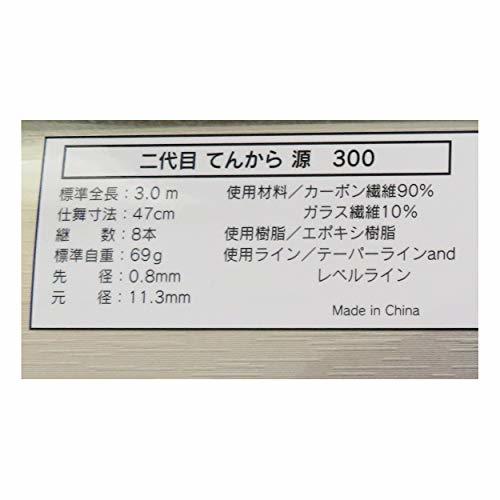 二代目 てんから 源 300
標準全長：3.0 m
仕舞寸法：47cm
継 数：8本
標準自重：69g
先 径：0.8mm
元 径：11.3mm
使用材料／カーボン繊維90%
ガラス繊維10%
使用樹脂／エポキシ樹脂
使用ライン／テーパーラインand
レベルライン
Made in China